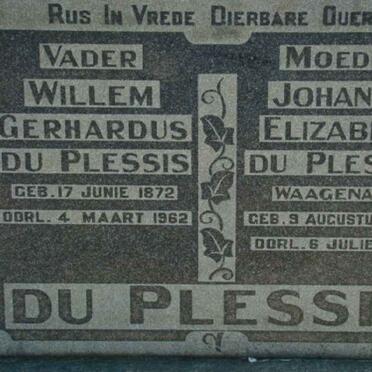 Rus In Vrede Dierbare Ouer
Vader
Willem
Gerhardus
du Plessis
Geb. 17 Junie 1872
Oorl. 4 Maart 1962
Moed
Johan
Elizab
du Ples
Waagena
Geb. 9 Augustu
Oorl. 6 Julie
du Plessi